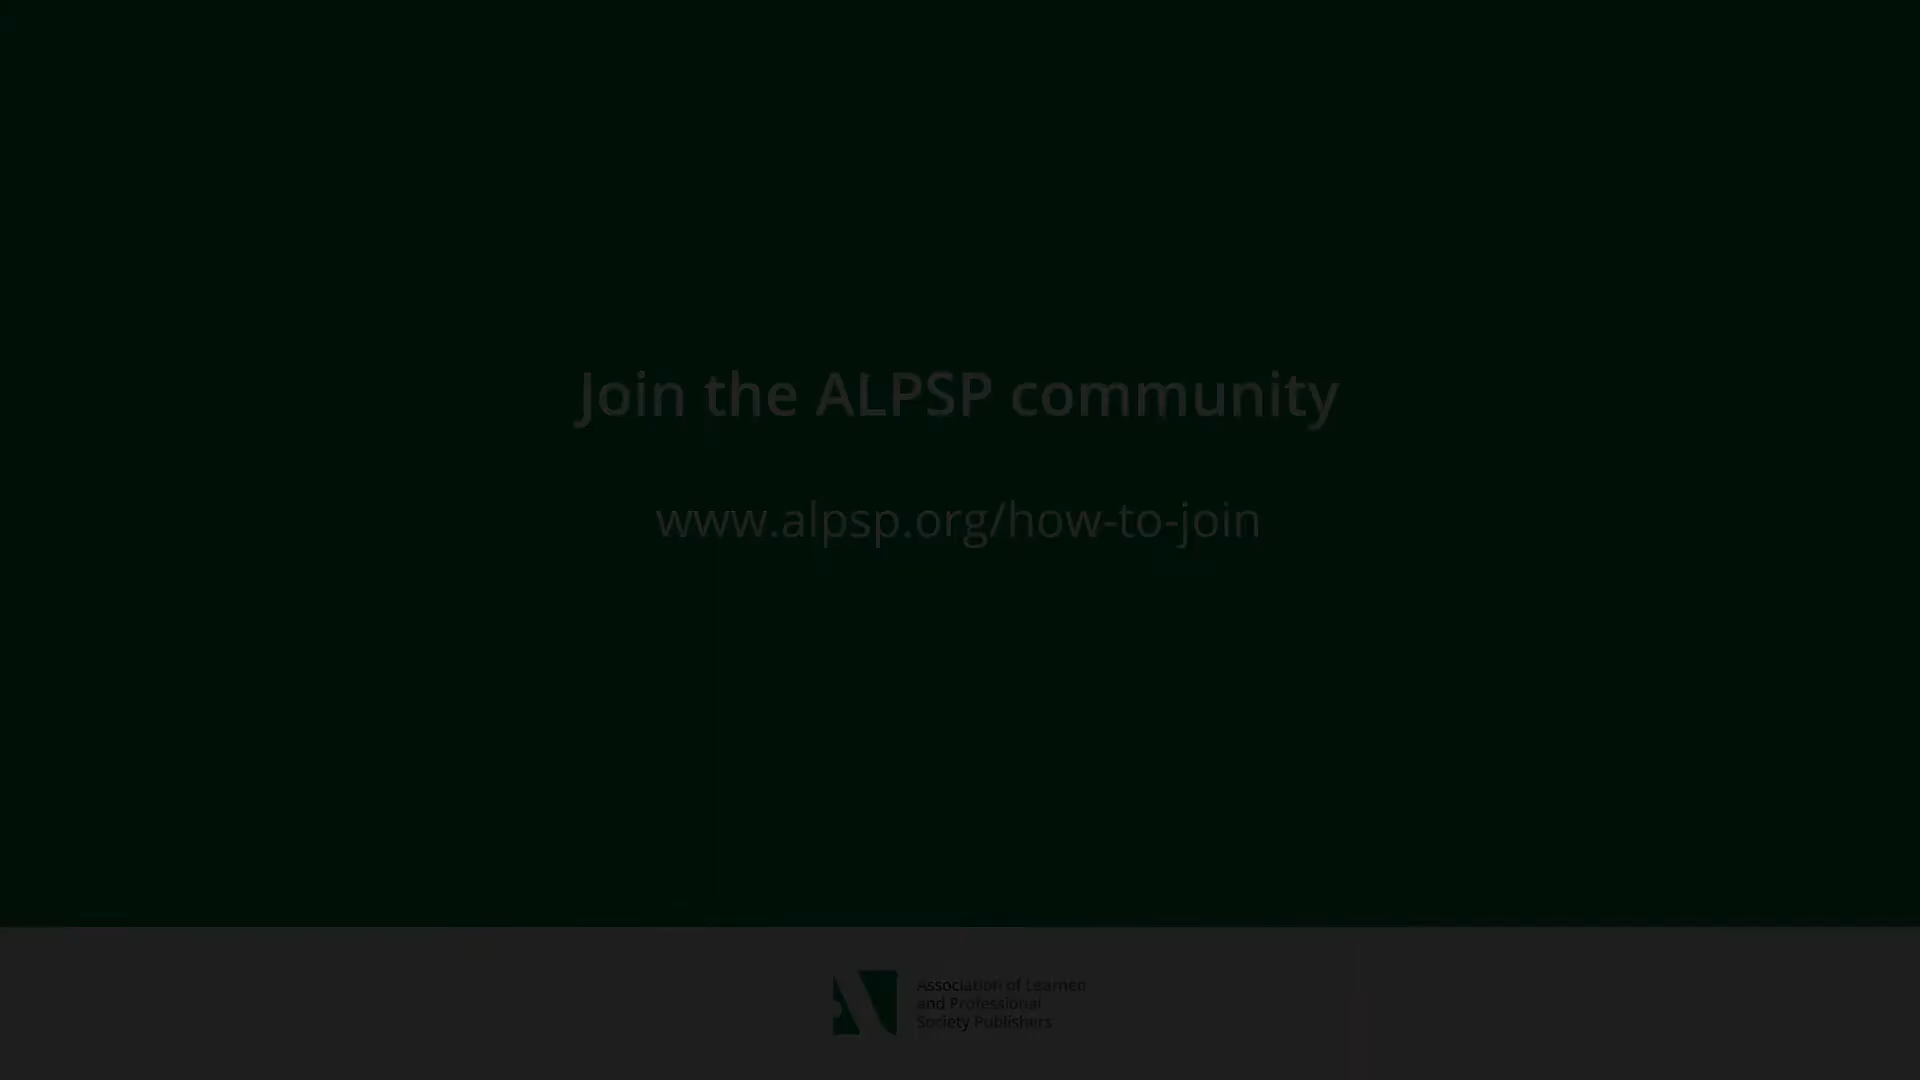 Join the ALPSP community
www.alpsp.org/how-to-join
Association of Learned
and Professional
Society Publishers